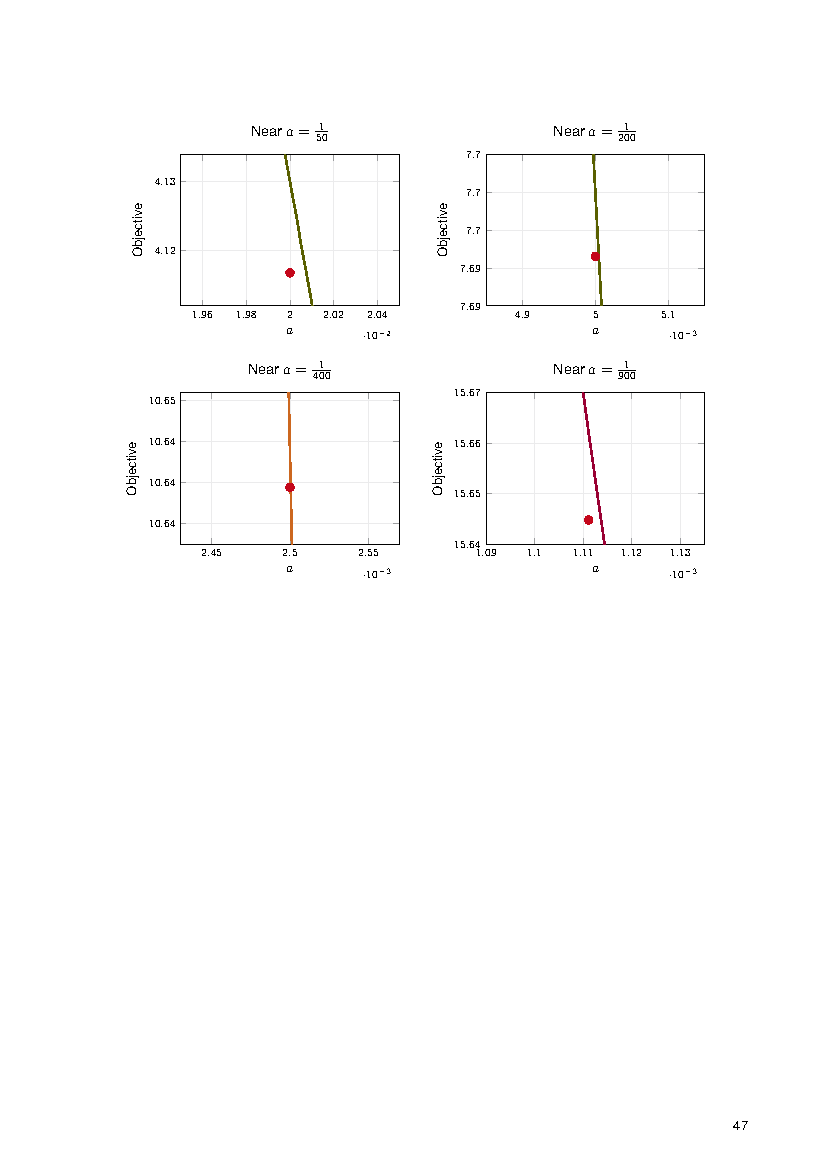 Near α = 1/50
Near α = 1/200
4.13
4.12
Objective
1.96 1.98 2 2.02 2.04
α
·10⁻²
7.7
7.7
7.7
7.69
7.69
Objective
4.9 5 5.1
α
·10⁻³
Near α = 1/400
Near α = 1/900
10.65
10.64
10.64
10.64
Objective
2.45 2.5 2.55
α
·10⁻³
15.67
15.66
15.65
15.64
Objective
1.09 1.1 1.11 1.12 1.13
α
·10⁻³
47